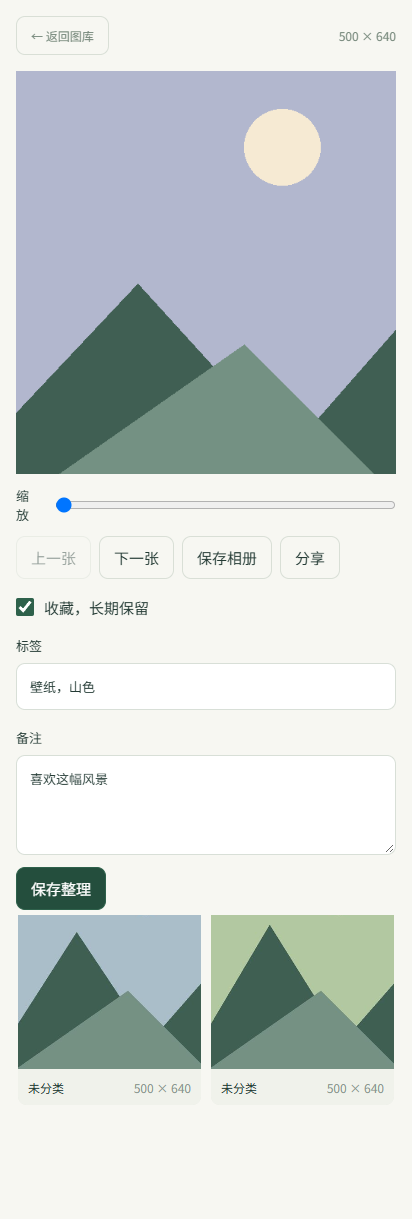 ← 返回图库
500 × 640
缩
放
上一张
下一张
保存相册
分享
收藏，长期保留
标签
壁纸，山色
备注
喜欢这幅风景
保存整理
未分类
500 × 640
未分类
500 × 640